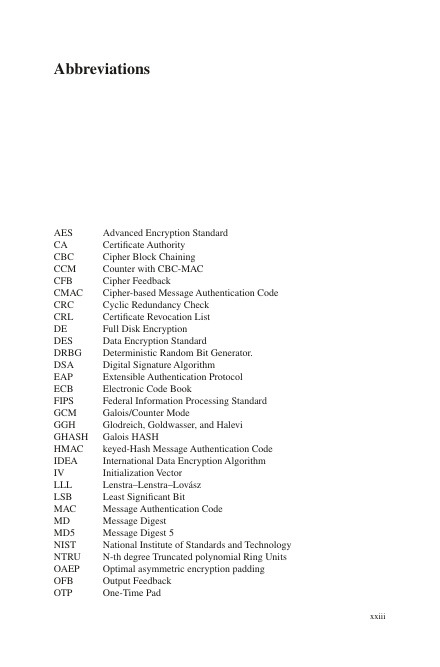 Abbreviations
AES Advanced Encryption Standard
CA Certificate Authority
CBC Cipher Block Chaining
CCM Counter with CBC-MAC
CFB Cipher Feedback
CMAC Cipher-based Message Authentication Code
CRC Cyclic Redundancy Check
CRL Certificate Revocation List
DE Full Disk Encryption
DES Data Encryption Standard
DRBG Deterministic Random Bit Generator.
DSA Digital Signature Algorithm
EAP Extensible Authentication Protocol
ECB Electronic Code Book
FIPS Federal Information Processing Standard
GCM Galois/Counter Mode
GGH Glodreich, Goldwasser, and Halevi
GHASH Galois HASH
HMAC keyed-Hash Message Authentication Code
IDEA International Data Encryption Algorithm
IV Initialization Vector
LLL Lenstra–Lenstra–Lovász
LSB Least Significant Bit
MAC Message Authentication Code
MD Message Digest
MD5 Message Digest 5
NIST National Institute of Standards and Technology
NTRU N-th degree Truncated polynomial Ring Units
OAEP Optimal asymmetric encryption padding
OFB Output Feedback
OTP One-Time Pad
xxiii